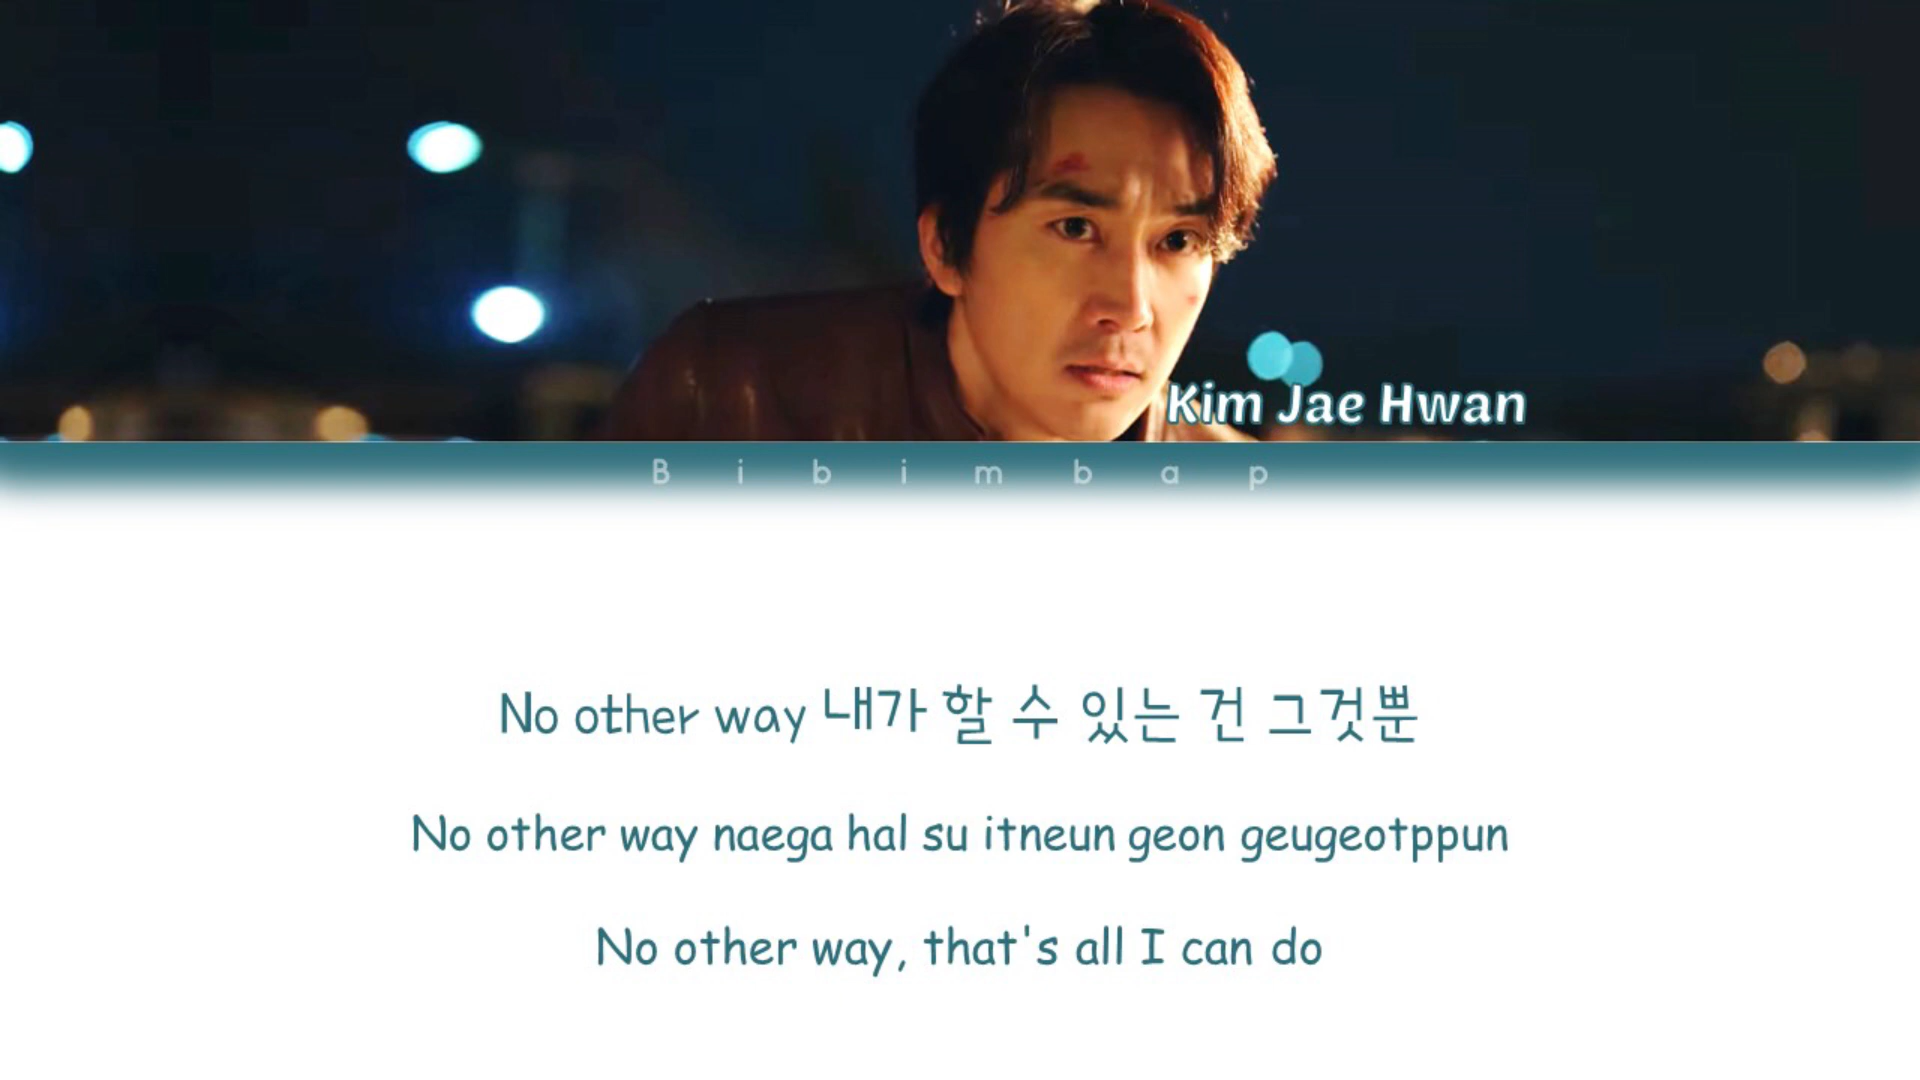 Kim Jae Hwan
Bibimbap
No other way 내가 할 수 있는 건 그것뿐
No other way naega hal su itneun geon geugeotppun
No other way, that's all I can do